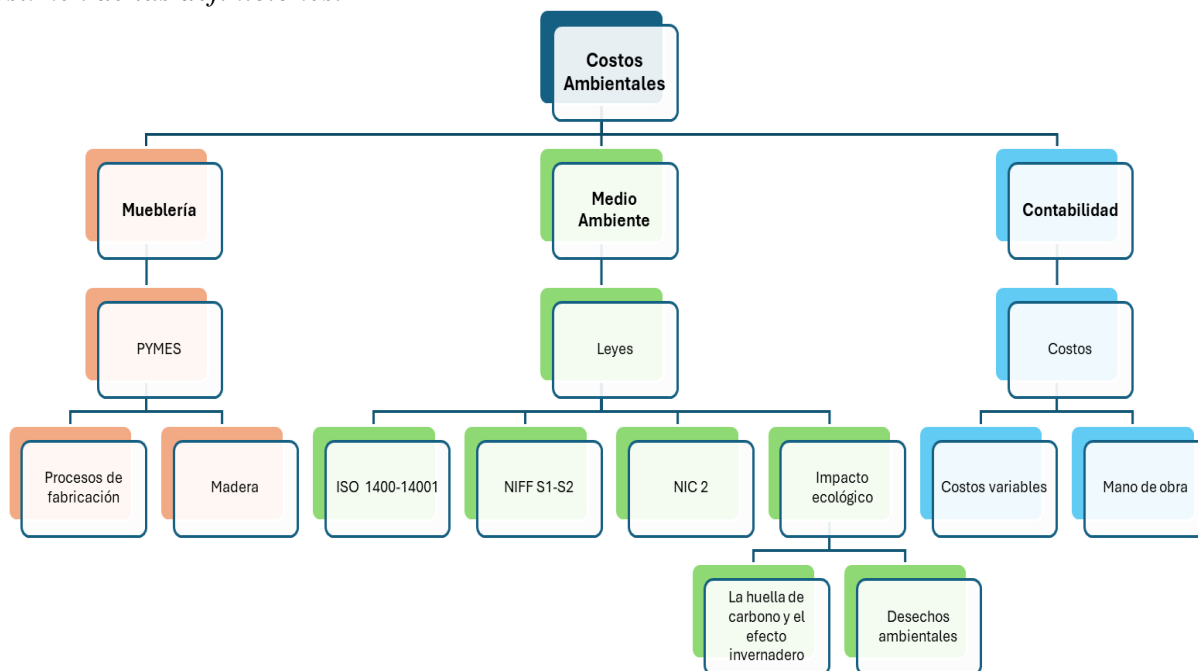 Costos
Ambientales
Mueblería
Medio
Ambiente
Contabilidad
PYMES
Leyes
Costos
Procesos de
fabricación
Madera
ISO 1400-14001
NIFF S1-S2
NIC 2
Impacto
ecológico
Costos variables
Mano de obra
La huella de
carbono y el
efecto
invernadero
Desechos
ambientales